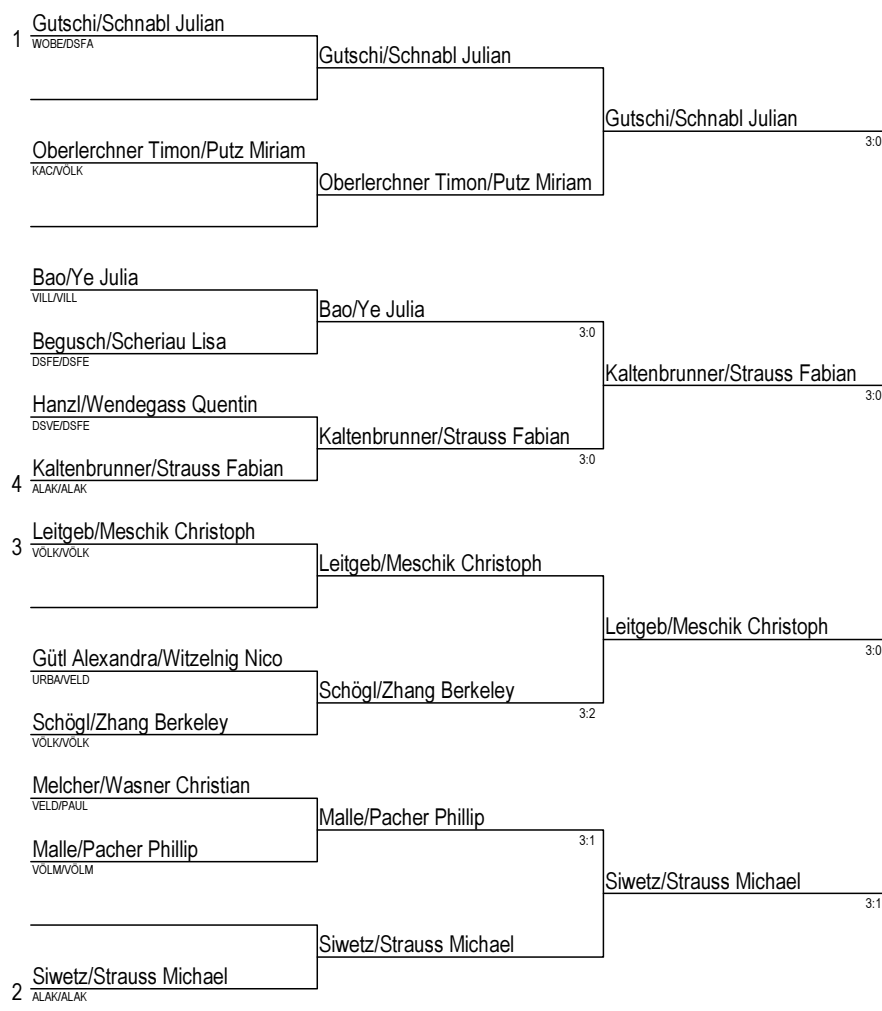 Gutschi/Schnabl Julian
1
WOBE/DSFA
Gutschi/Schnabl Julian
Gutschi/Schnabl Julian
3:0
Oberlerchner Timon/Putz Miriam
KAC/VÖLK
Oberlerchner Timon/Putz Miriam
Bao/Ye Julia
VILL/VILL
Bao/Ye Julia
3:0
Begusch/Scheriau Lisa
DSFE/DSFE
Kaltenbrunner/Strauss Fabian
3:0
Hanzl/Wendegass Quentin
DSVE/DSFE
Kaltenbrunner/Strauss Fabian
3:0
Kaltenbrunner/Strauss Fabian
4
ALAK/ALAK
Leitgeb/Meschik Christoph
3
VÖLK/VÖLK
Leitgeb/Meschik Christoph
Leitgeb/Meschik Christoph
3:0
Gütl Alexandra/Witzelnig Nico
URBA/VELD
Schögl/Zhang Berkeley
3:2
Schögl/Zhang Berkeley
VÖLK/VÖLK
Melcher/Wasner Christian
VELD/PAUL
Malle/Pacher Phillip
3:1
Malle/Pacher Phillip
VÖLM/VÖLM
Siwetz/Strauss Michael
3:1
Siwetz/Strauss Michael
Siwetz/Strauss Michael
2
ALAK/ALAK